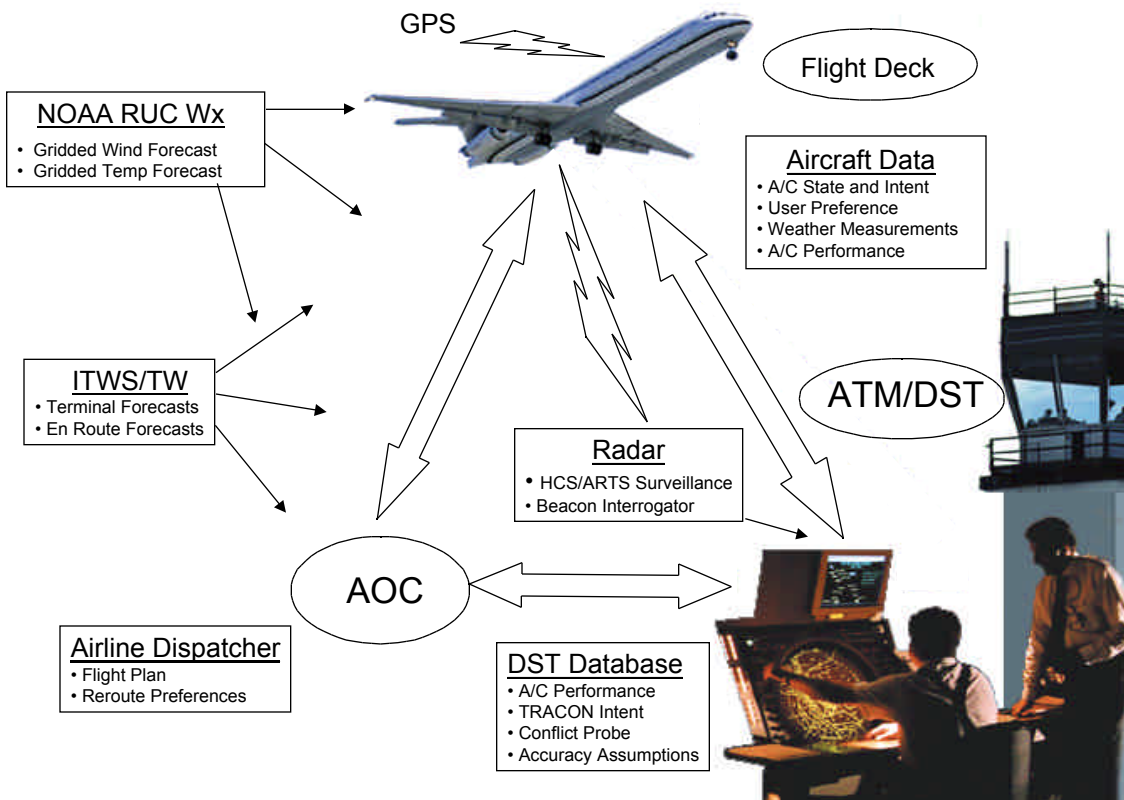 GPS
Flight Deck
NOAA RUC Wx
• Gridded Wind Forecast
• Gridded Temp Forecast
Aircraft Data
• A/C State and Intent
• User Preference
• Weather Measurements
• A/C Performance
ITWS/TW
• Terminal Forecasts
• En Route Forecasts
ATM/DST
Radar
• HCS/ARTS Surveillance
• Beacon Interrogator
AOC
Airline Dispatcher
• Flight Plan
• Reroute Preferences
DST Database
• A/C Performance
• TRACON Intent
• Conflict Probe
• Accuracy Assumptions